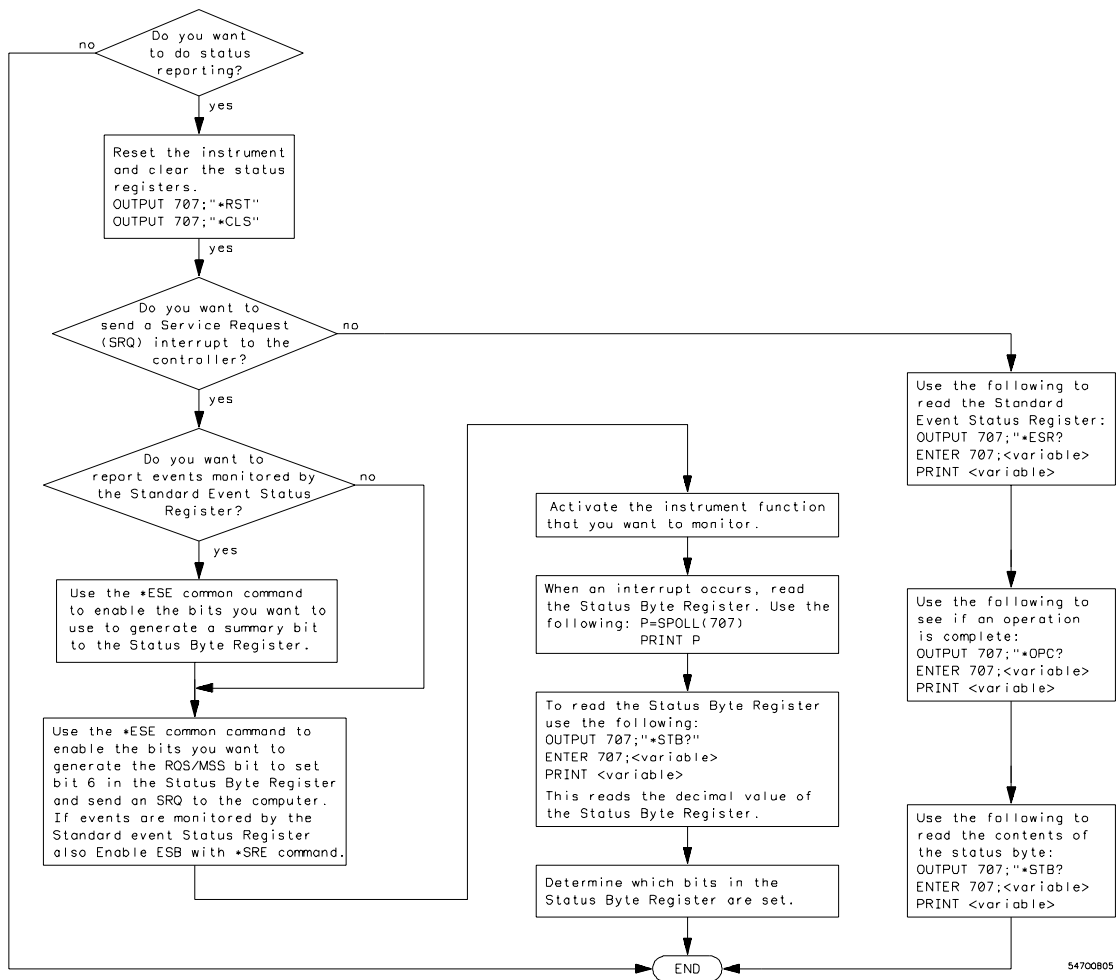 Do you want
to do status
reporting?
no
yes
Reset the instrument
and clear the status
registers.
OUTPUT 707;"*RST"
OUTPUT 707;"*CLS"
yes
Do you want to
send a Service Request
(SRQ) interrupt to the
controller?
no
yes
Do you want to
report events monitored by
the Standard Event Status
Register?
no
yes
Use the *ESE common command
to enable the bits you want to
use to generate a summary bit
to the Status Byte Register.
Use the *ESE common command to
enable the bits you want to
generate the RQS/MSS bit to set
bit 6 in the Status Byte Register
and send an SRQ to the computer.
If events are monitored by the
Standard event Status Register
also Enable ESB with *SRE command.
Activate the instrument function
that you want to monitor.
When an interrupt occurs, read
the Status Byte Register. Use the
following: P=SPOLL(707)
PRINT P
To read the Status Byte Register
use the following:
OUTPUT 707;"*STB?"
ENTER 707;<variable>
PRINT <variable>
This reads the decimal value of
the Status Byte Register.
Determine which bits in the
Status Byte Register are set.
Use the following to
read the Standard
Event Status Register:
OUTPUT 707;"*ESR?
ENTER 707;<variable>
PRINT <variable>
Use the following to
see if an operation
is complete:
OUTPUT 707;"*OPC?
ENTER 707;<variable>
PRINT <variable>
Use the following to
read the contents of
the status byte:
OUTPUT 707;"*STB?
ENTER 707;<variable>
PRINT <variable>
END
54700B05